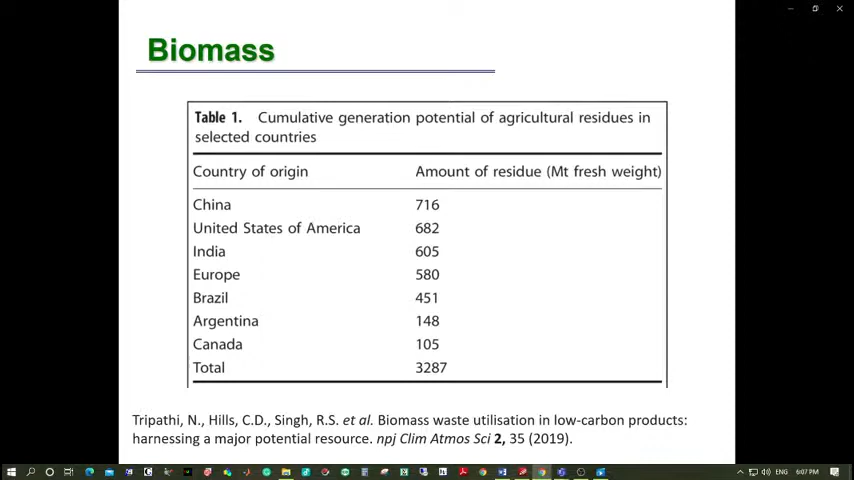 Biomass
Table 1. Cumulative generation potential of agricultural residues in
selected countries
Country of origin Amount of residue (Mt fresh weight)
China 716
United States of America 682
India 605
Europe 580
Brazil 451
Argentina 148
Canada 105
Total 3287
Tripathi, N., Hills, C.D., Singh, R.S. et al. Biomass waste utilisation in low-carbon products:
harnessing a major potential resource. npj Clim Atmos Sci 2, 35 (2019).
ENG 6:07 PM